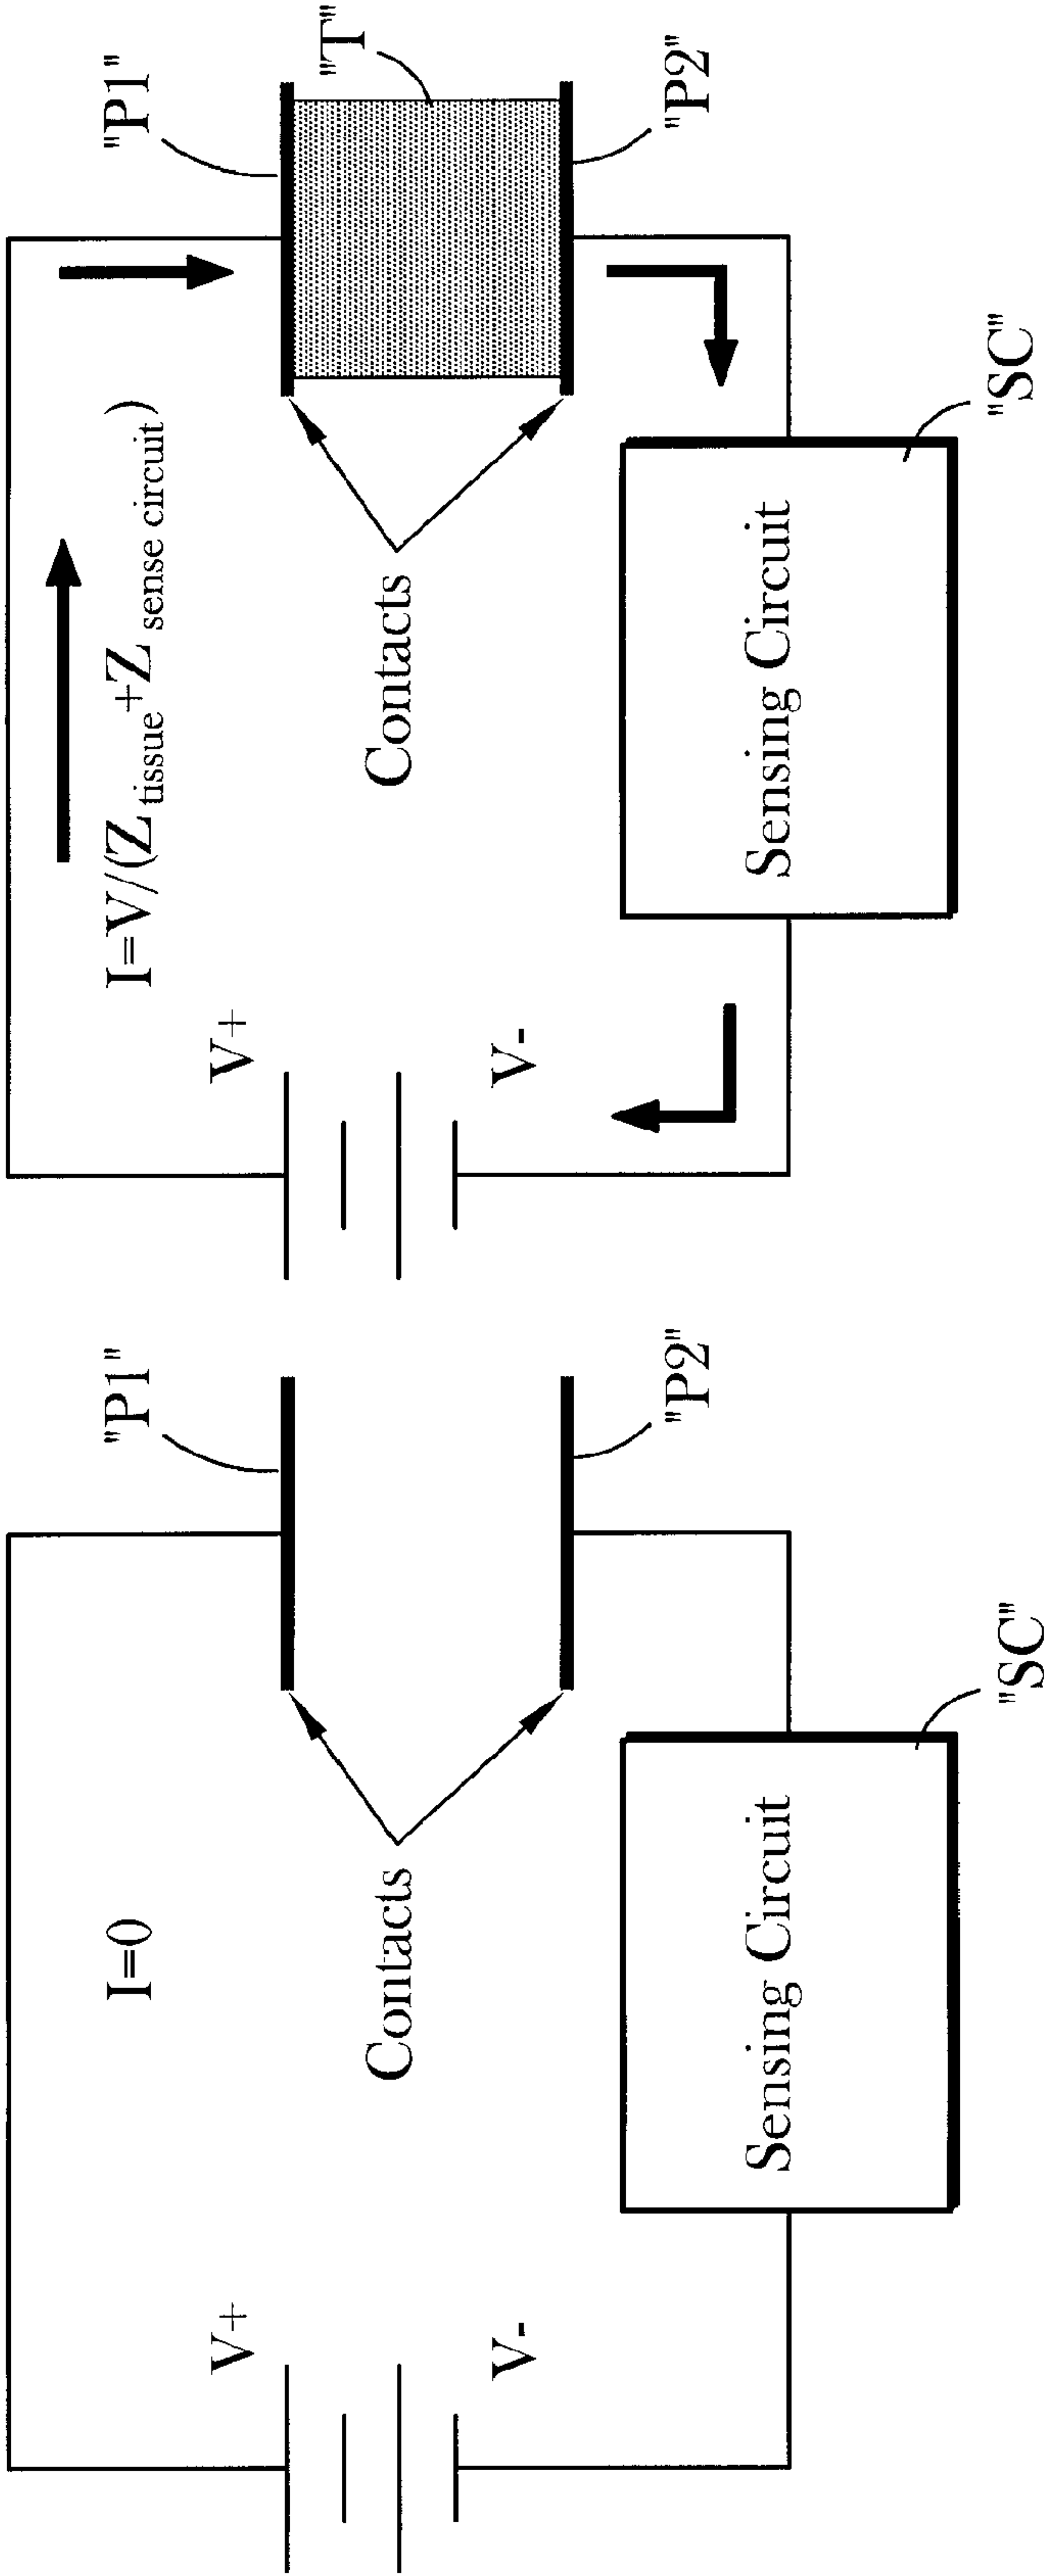 I=0
"P1"
V+
Contacts
V-
"P2"
Sensing Circuit
"SC"
I=V/(Z tissue+Z sense circuit)
"P1"
"T"
V+
Contacts
V-
"P2"
Sensing Circuit
"SC"